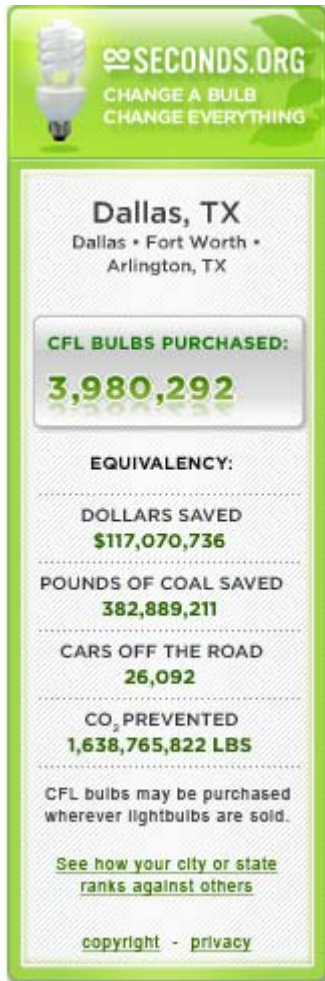 18SECONDS.ORG
CHANGE A BULB
CHANGE EVERYTHING
Dallas, TX
Dallas • Fort Worth •
Arlington, TX
CFL BULBS PURCHASED:
3,980,292
EQUIVALENCY:
DOLLARS SAVED
$117,070,736
POUNDS OF COAL SAVED
382,889,211
CARS OFF THE ROAD
26,092
CO₂ PREVENTED
1,638,765,822 LBS
CFL bulbs may be purchased
wherever lightbulbs are sold.
See how your city or state
ranks against others
copyright - privacy